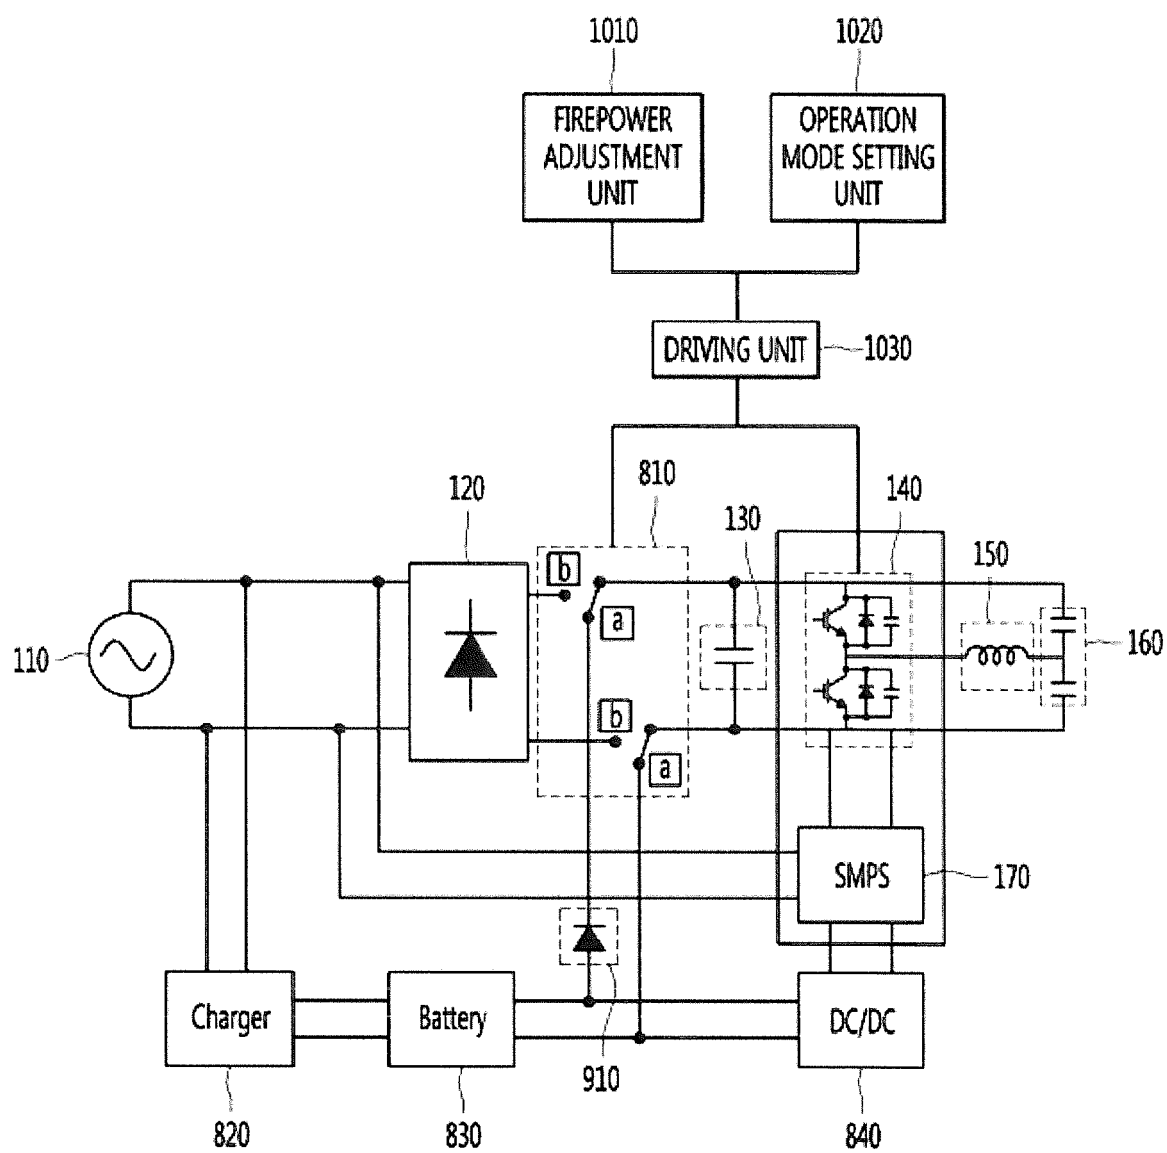 1010
1020
FIREPOWER
ADJUSTMENT
UNIT
OPERATION
MODE SETTING
UNIT
DRIVING UNIT
1030
120
810
130
140
150
b
a
110
160
b
a
SMPS
170
Charger
Battery
DC/DC
910
820
830
840